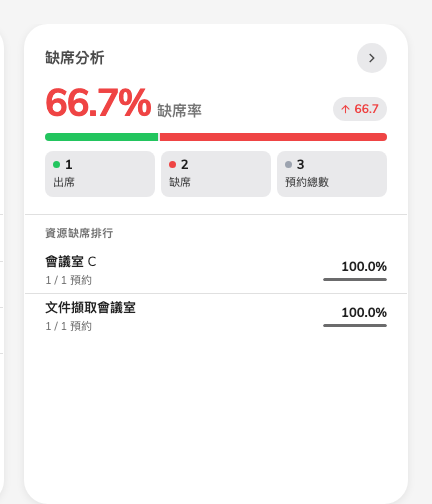 缺席分析
66.7% 缺席率
↑ 66.7
1
出席
2
缺席
3
預約總數
資源缺席排行
會議室 C
100.0%
1 / 1 預約
文件擷取會議室
100.0%
1 / 1 預約